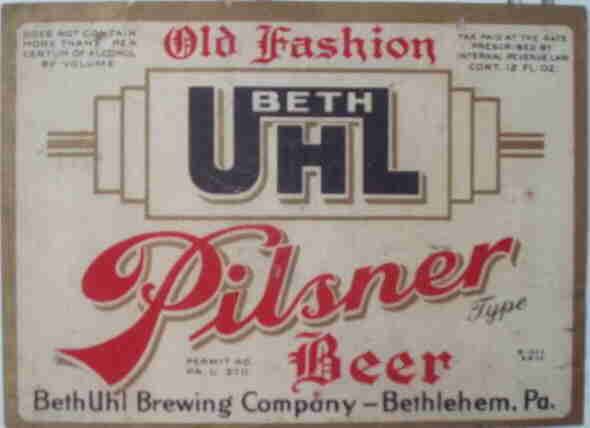 DOES NOT CONTAIN
MORE THAN PER
CENTUM OF ALCOHOL
BY VOLUME
Old Fashion
TAX PAID AT THE RATE
PRESCRIBED BY
INTERNAL REVENUE LAW
CONT. 12 FL. OZ.
BETH
UHL
Pilsner
Type
Beer
PERMIT NO.
PA. U.
BethUhl Brewing Company – Bethlehem, Pa.